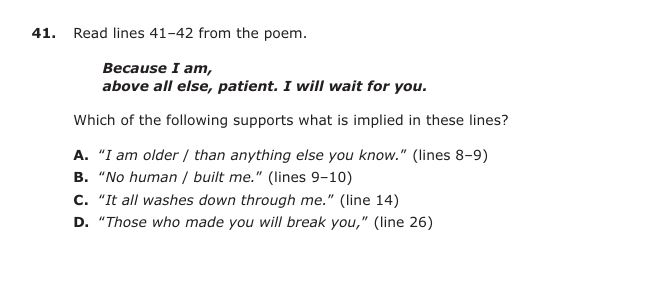 41. Read lines 41–42 from the poem.
Because I am,
above all else, patient. I will wait for you.
Which of the following supports what is implied in these lines?
A. “I am older / than anything else you know.” (lines 8–9)
B. “No human / built me.” (lines 9–10)
C. “It all washes down through me.” (line 14)
D. “Those who made you will break you,” (line 26)